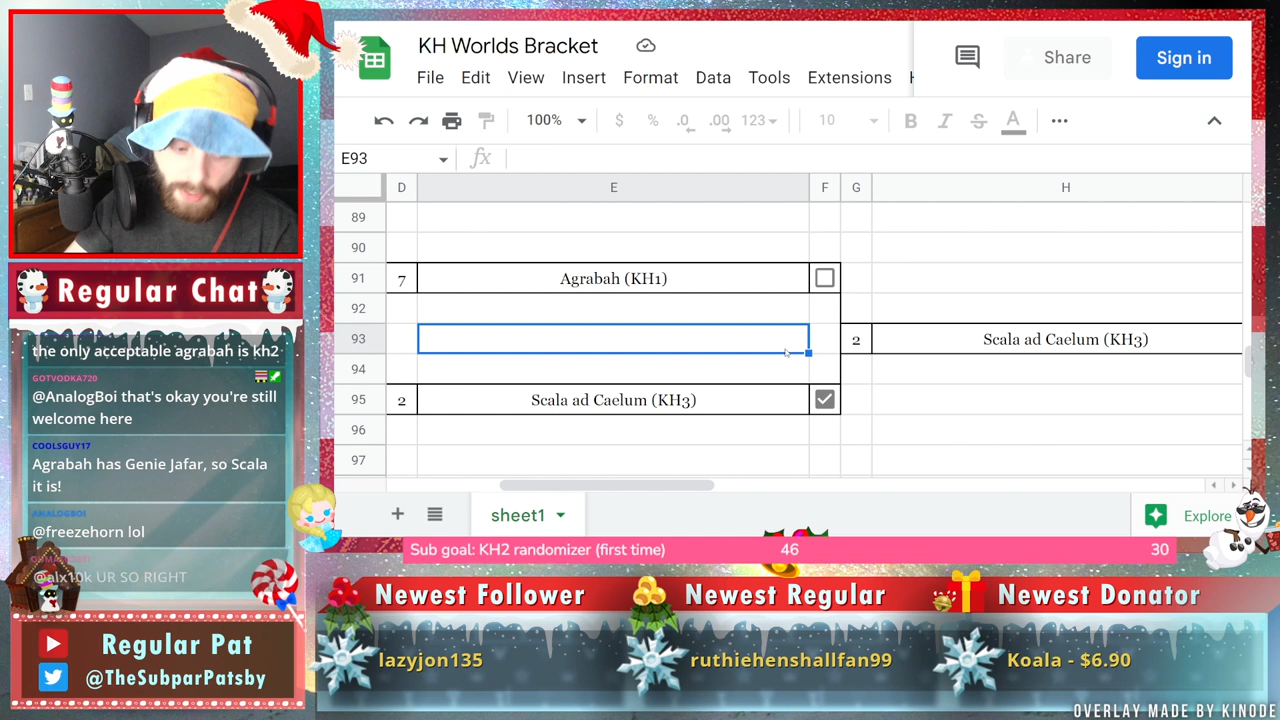 KH Worlds Bracket
File Edit View Insert Format Data Tools Extensions
Share
Sign in
100% $ % .0 .00 123 10 B I S A
E93 fx
D E F G H
89
90
91 7 Agrabah (KH1)
92
93 2 Scala ad Caelum (KH3)
94
95 2 Scala ad Caelum (KH3)
96
97
+ sheet1 Explore
Regular Chat
the only acceptable agrabah is kh2
GOTVODKA720
@AnalogBoi that's okay you're still
welcome here
COOLSGUY17
Agrabah has Genie Jafar, so Scala
it is!
ANALOGBOI
@freezehorn lol
@alx10k UR SO RIGHT
Regular Pat
@TheSubparPatsby
Sub goal: KH2 randomizer (first time) 46 30
Newest Follower Newest Regular Newest Donator
lazyjon135 ruthiehenshallfan99 Koala - $6.90
OVERLAY MADE BY KINODE